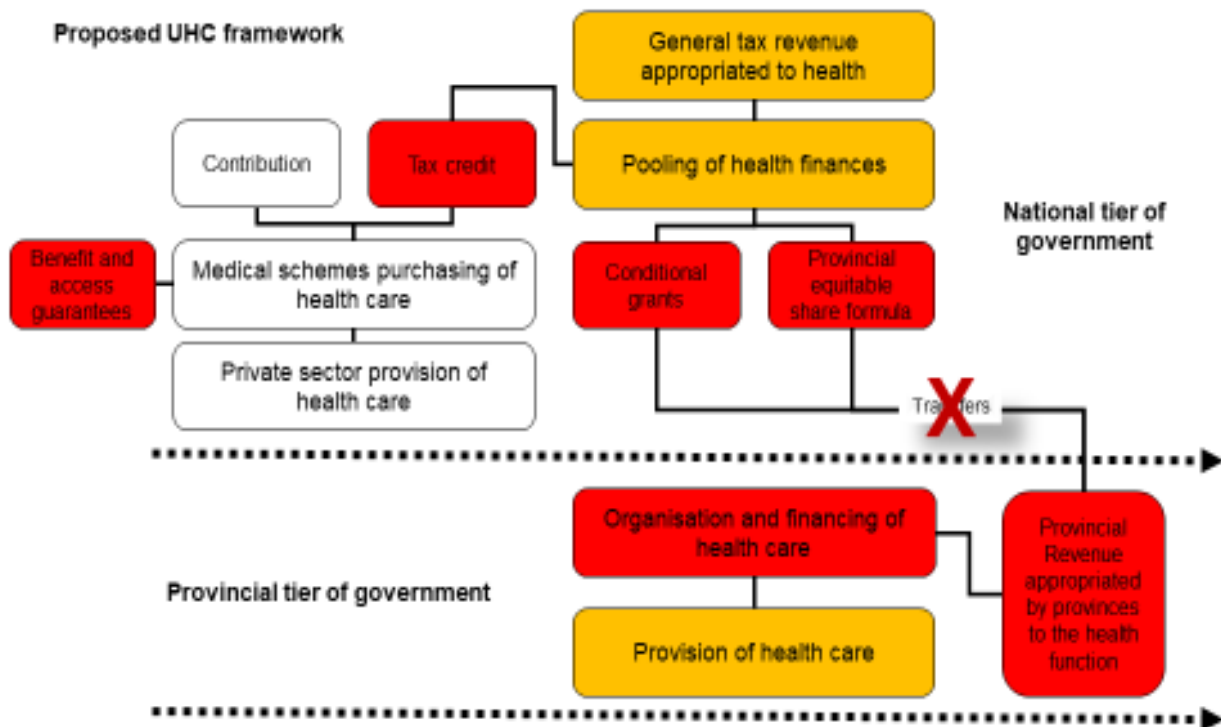 Proposed UHC framework
General tax revenue
appropriated to health
Contribution
Tax credit
Pooling of health finances
National tier of
government
Benefit and
access
guarantees
Medical schemes purchasing of
health care
Conditional
grants
Provincial
equitable
share formula
Private sector provision of
health care
Transfers
X
Organisation and financing of
health care
Provincial
Revenue
appropriated
by provinces
to the health
function
Provincial tier of government
Provision of health care